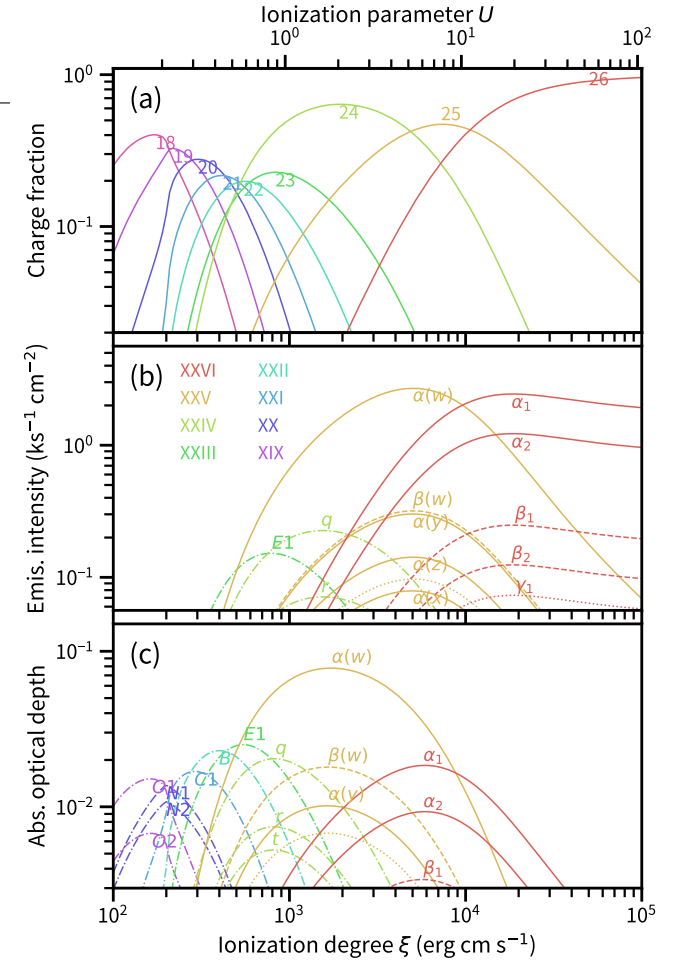 Ionization parameter U
10⁰ 10¹ 10²
(a)
10⁰
10⁻¹
Charge fraction
18 19 20 21 22 23 24 25 26
(b)
XXVI XXII
XXV XXI
XXIV XX
XXIII XIX
Emis. intensity (ks⁻¹ cm⁻²)
10⁰
10⁻¹
α(w) α₁
α₂
β(w) β₁
α(y)
q
E1
α(z) β₂
γ₁
r α(x)
(c)
Abs. optical depth
10⁻¹
10⁻²
α(w)
E1
q
B β(w) α₁
C1
O1 N1 α(y) α₂
N2
r
O2 t
β₁
10² 10³ 10⁴ 10⁵
Ionization degree ξ (erg cm s⁻¹)